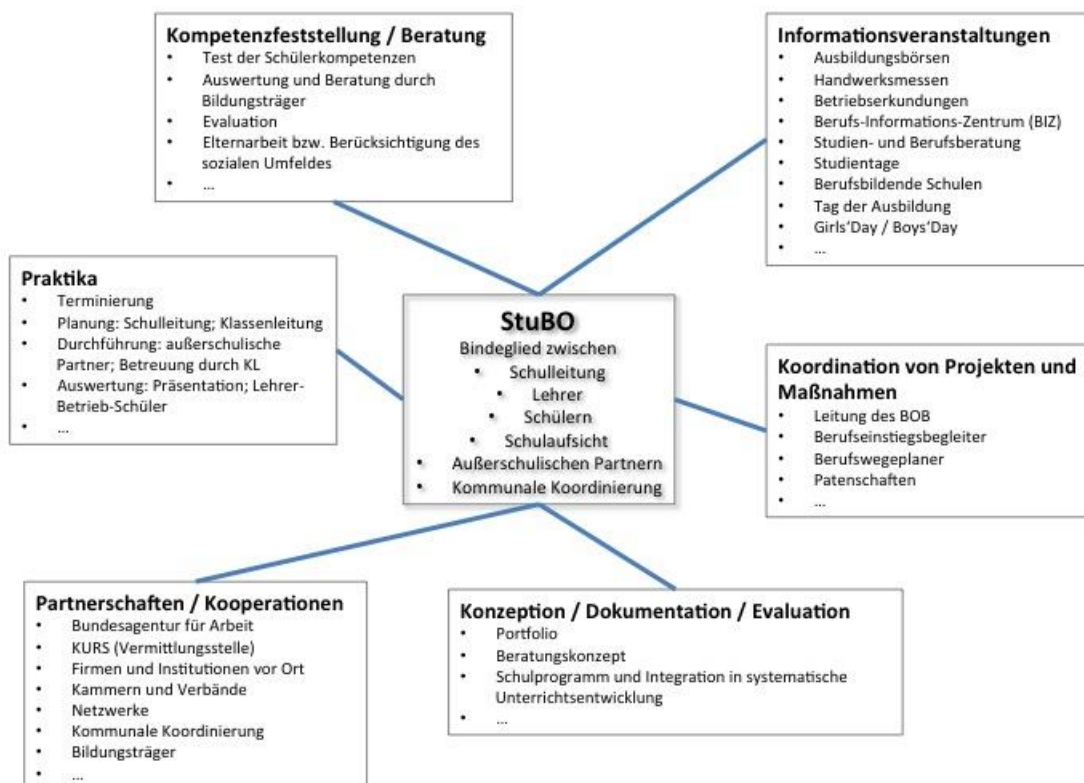 Kompetenzfeststellung / Beratung
• Test der Schülerkompetenzen
• Auswertung und Beratung durch
Bildungsträger
• Evaluation
• Elternarbeit bzw. Berücksichtigung des
sozialen Umfeldes
• ...
Informationsveranstaltungen
• Ausbildungsbörsen
• Handwerksmessen
• Betriebserkundungen
• Berufs-Informations-Zentrum (BIZ)
• Studien- und Berufsberatung
• Studientage
• Berufsbildende Schulen
• Tag der Ausbildung
• Girls‘Day / Boys‘Day
• ...
Praktika
• Terminierung
• Planung: Schulleitung; Klassenleitung
• Durchführung: außerschulische
Partner; Betreuung durch KL
• Auswertung: Präsentation; Lehrer-
Betrieb-Schüler
• ...
StuBO
Bindeglied zwischen
• Schulleitung
• Lehrer
• Schülern
• Schulaufsicht
• Außerschulischen Partnern
• Kommunale Koordinierung
Koordination von Projekten und
Maßnahmen
• Leitung des BOB
• Berufseinstiegsbegleiter
• Berufswegeplaner
• Patenschaften
• ...
Partnerschaften / Kooperationen
• Bundesagentur für Arbeit
• KURS (Vermittlungsstelle)
• Firmen und Institutionen vor Ort
• Kammern und Verbände
• Netzwerke
• Kommunale Koordinierung
• Bildungsträger
• ...
Konzeption / Dokumentation / Evaluation
• Portfolio
• Beratungskonzept
• Schulprogramm und Integration in systematische
Unterrichtsentwicklung
• ...